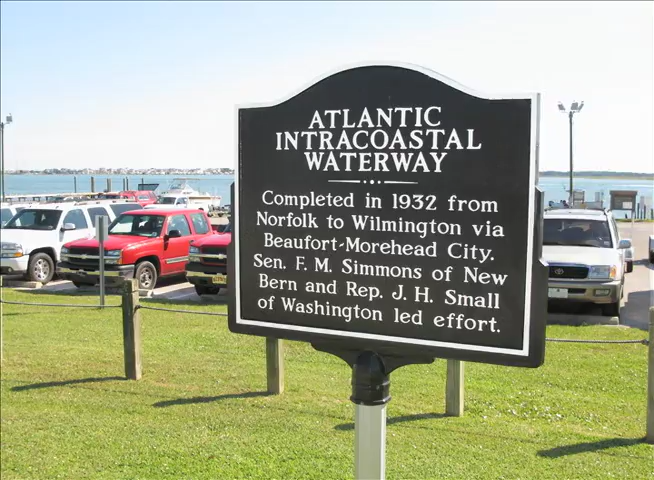 ATLANTIC
INTRACOASTAL
WATERWAY
Completed in 1932 from
Norfolk to Wilmington via
Beaufort-Morehead City.
Sen. F. M. Simmons of New
Bern and Rep. J. H. Small
of Washington led effort.